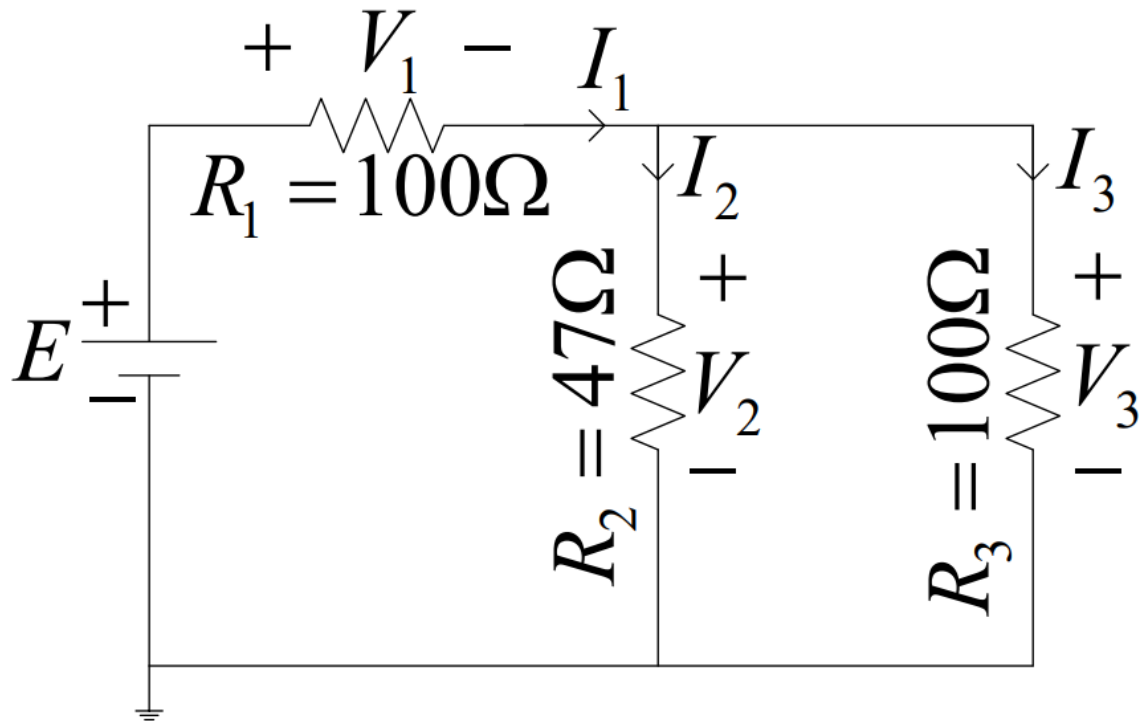 + V₁ −
I₁
R₁ = 100Ω
I₂
I₃
+
E
−
R₂ = 47Ω
+
V₂
−
R₃ = 100Ω
+
V₃
−